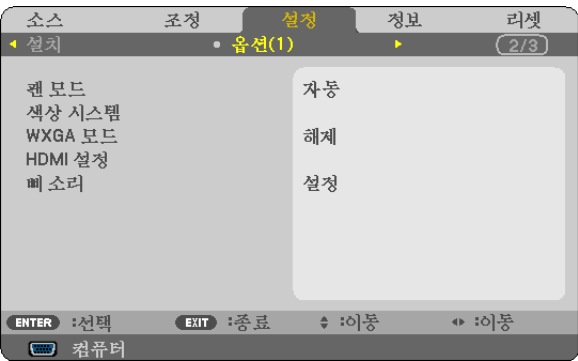 소스 조정 설정 정보 리셋
설치 옵션(1) 2/3
팬 모드 자동
색상 시스템
WXGA 모드 해제
HDMI 설정
삐 소리 설정
ENTER :선택 EXIT :종료 :이동 :이동
컴퓨터